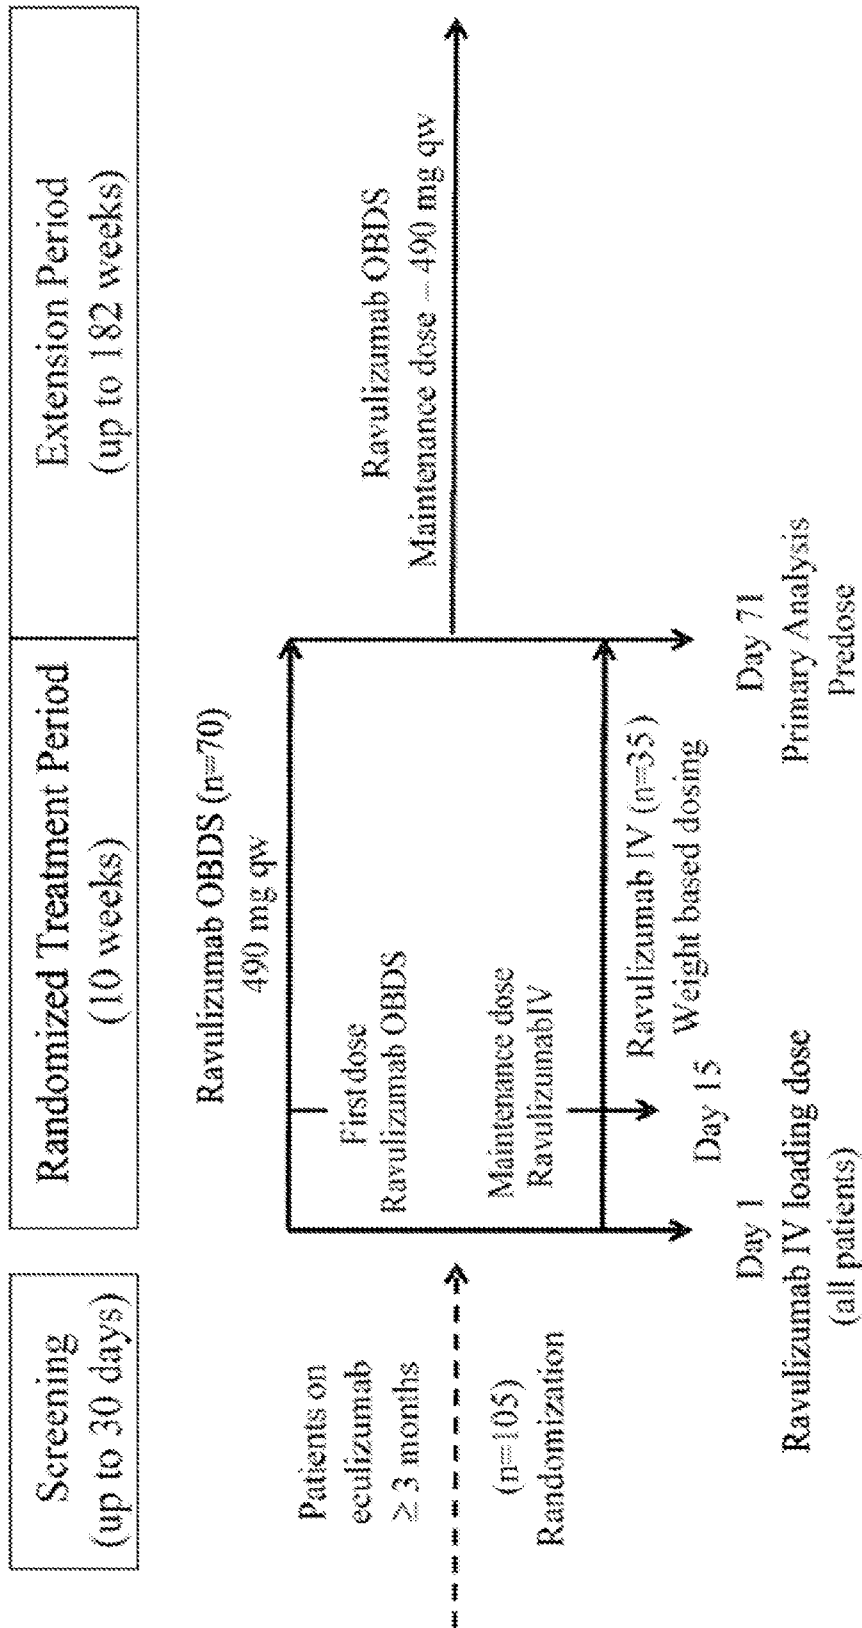 Screening
(up to 30 days)
Randomized Treatment Period
(10 weeks)
Extension Period
(up to 182 weeks)
Patients on
eculizumab
≥ 3 months
(n=105)
Randomization
Ravulizumab OBDS (n=70)
490 mg qw
First dose
Ravulizumab OBDS
Maintenance dose
RavulizumabIV
Ravulizumab IV (n=35)
Weight based dosing
Day 15
Day 1
Ravulizumab IV loading dose
(all patients)
Day 71
Primary Analysis
Predose
Ravulizumab OBDS
Maintenance dose – 490 mg qw